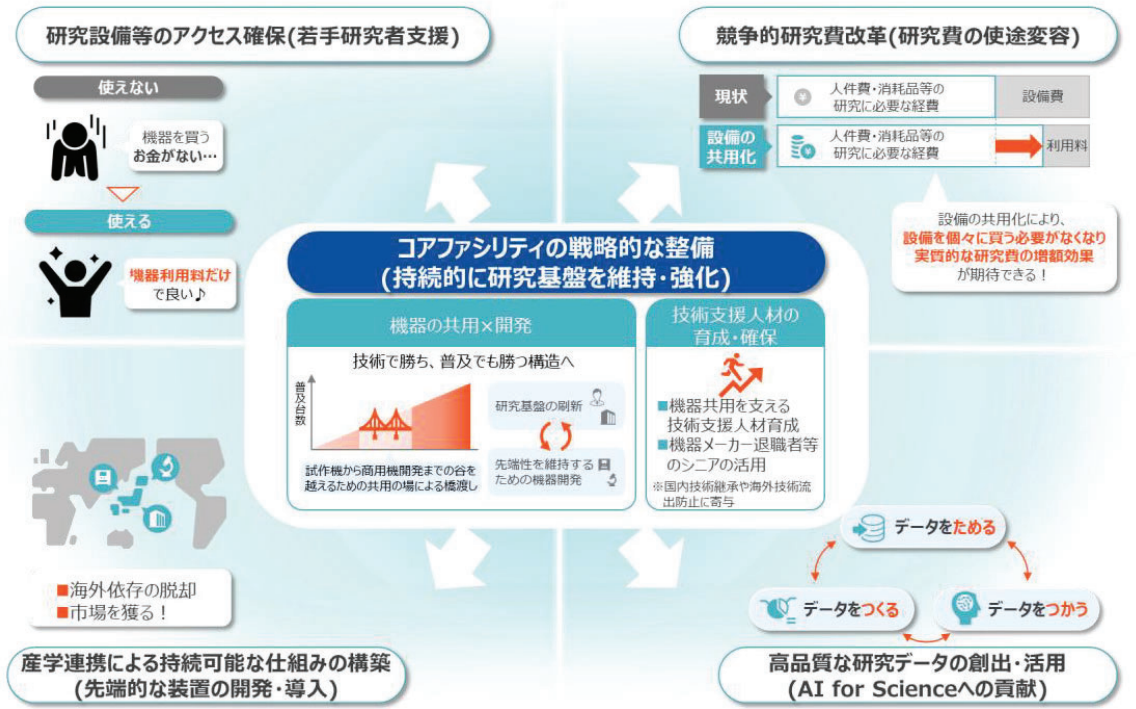 研究設備等のアクセス確保(若手研究者支援)
使えない
機器を買う
お金がない…
使える
機器利用料だけ
で良い♪
競争的研究費改革(研究費の使途変容)
現状
¥
人件費・消耗品等の
研究に必要な経費
設備費
設備の
共用化
¥
人件費・消耗品等の
研究に必要な経費
利用料
設備の共用化により、
設備を個々に買う必要がなくなり
実質的な研究費の増額効果
が期待できる！
コアファシリティの戦略的な整備
(持続的に研究基盤を維持・強化)
機器の共用×開発
技術で勝ち、普及でも勝つ構造へ
普及台数
試作機から商用機開発までの谷を
越えるための共用の場による橋渡し
研究基盤の刷新
先端性を維持する
ための機器開発
技術支援人材の
育成・確保
■機器共用を支える
技術支援人材育成
■機器メーカー退職者等
のシニアの活用
※国内技術継承や海外技術流
出防止に寄与
■海外依存の脱却
■市場を獲る！
産学連携による持続可能な仕組みの構築
(先端的な装置の開発・導入)
データをためる
データをつくる
データをつかう
高品質な研究データの創出・活用
(AI for Scienceへの貢献)